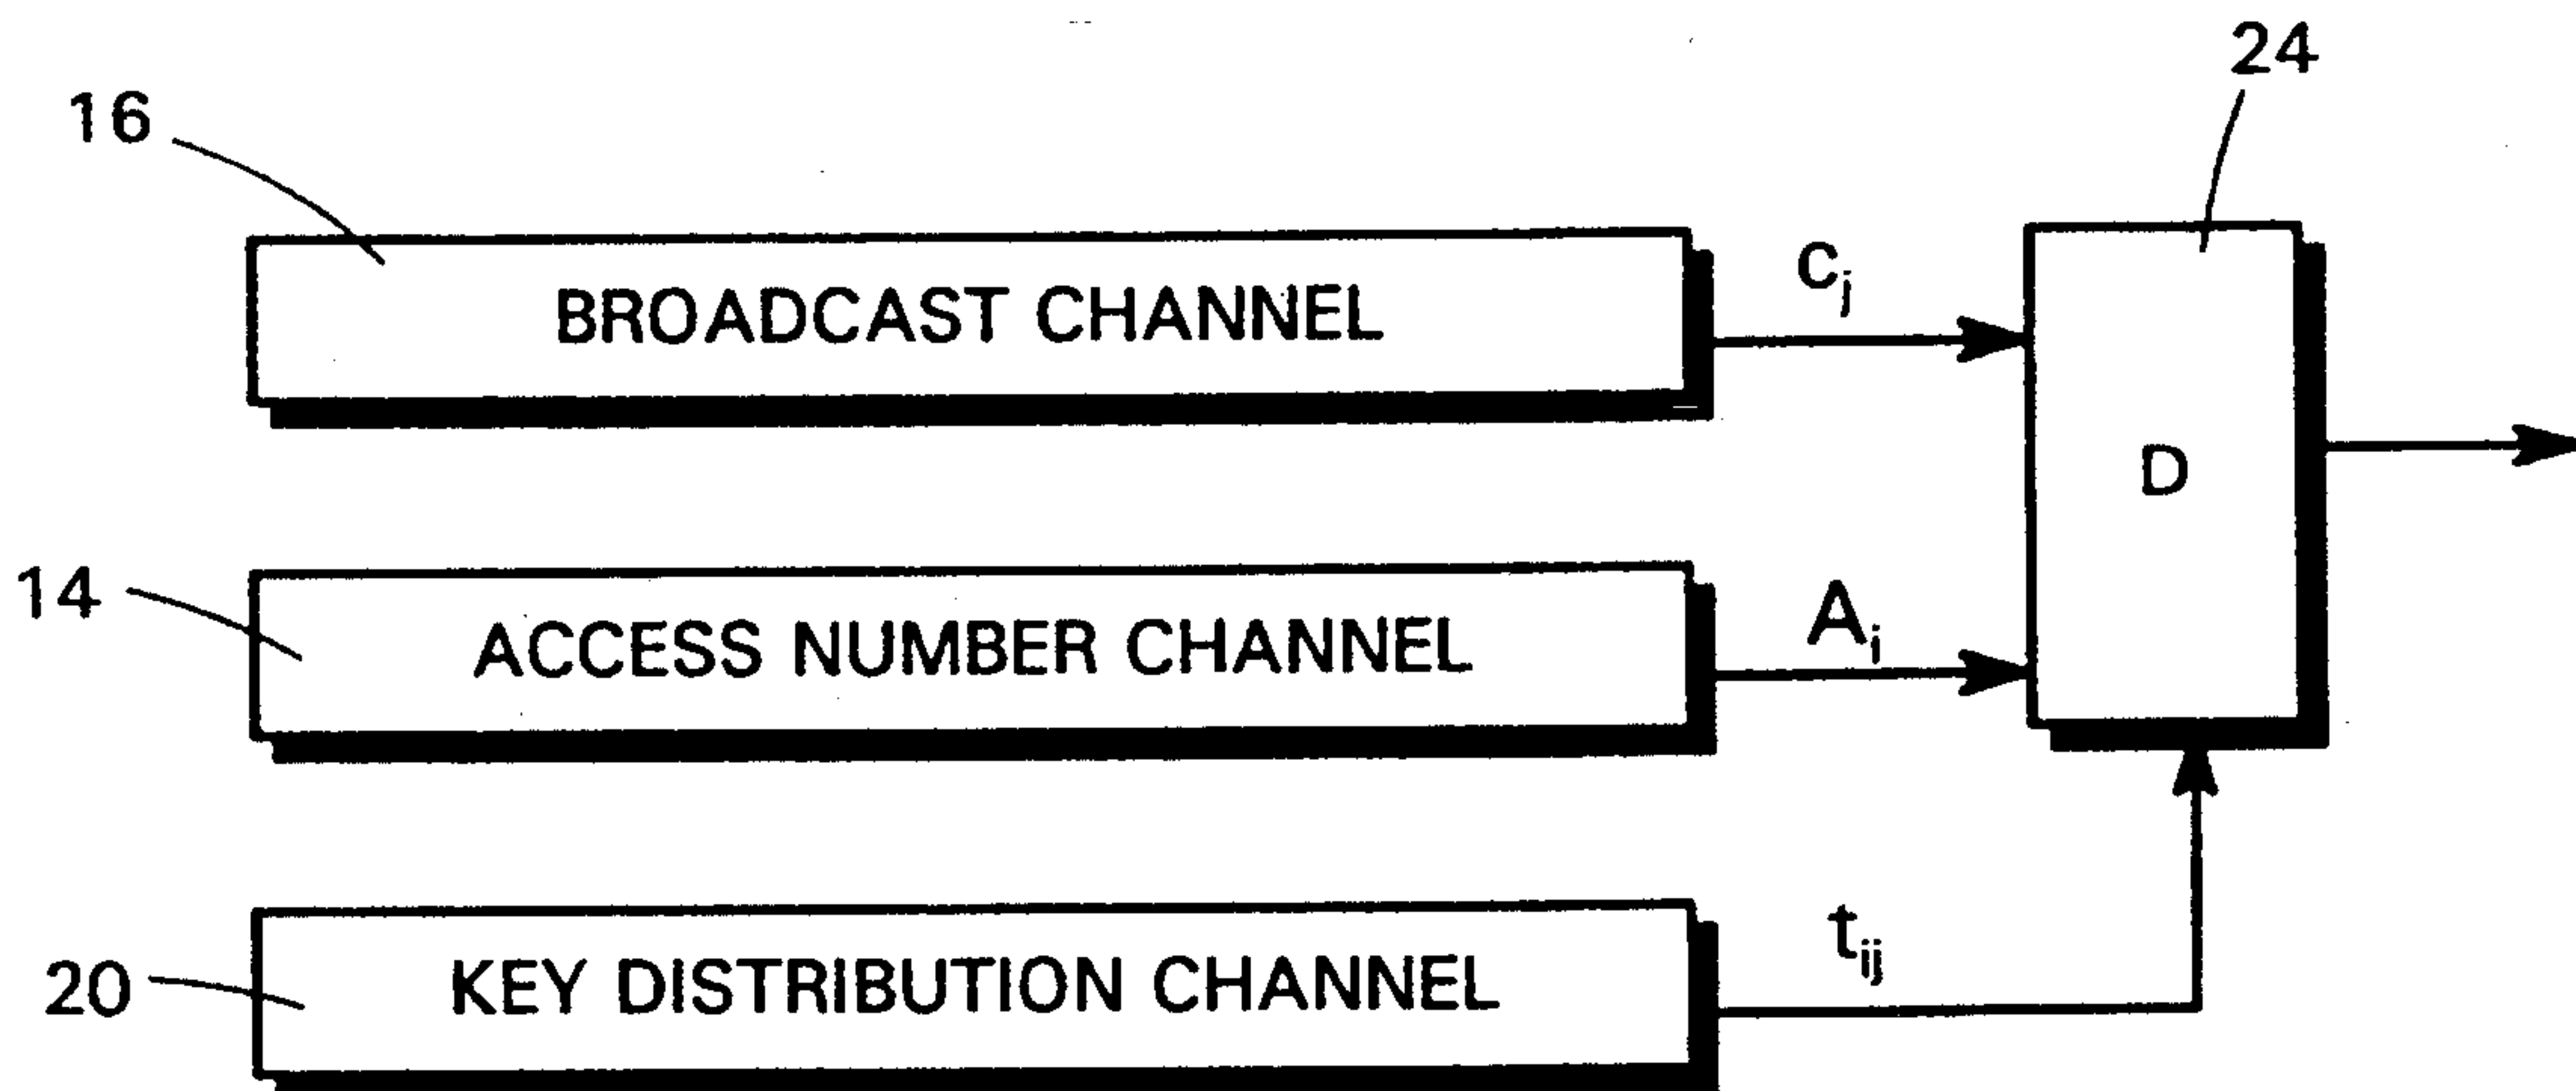 24
16
BROADCAST CHANNEL
cj
D
14
ACCESS NUMBER CHANNEL
Ai
20
KEY DISTRIBUTION CHANNEL
tij